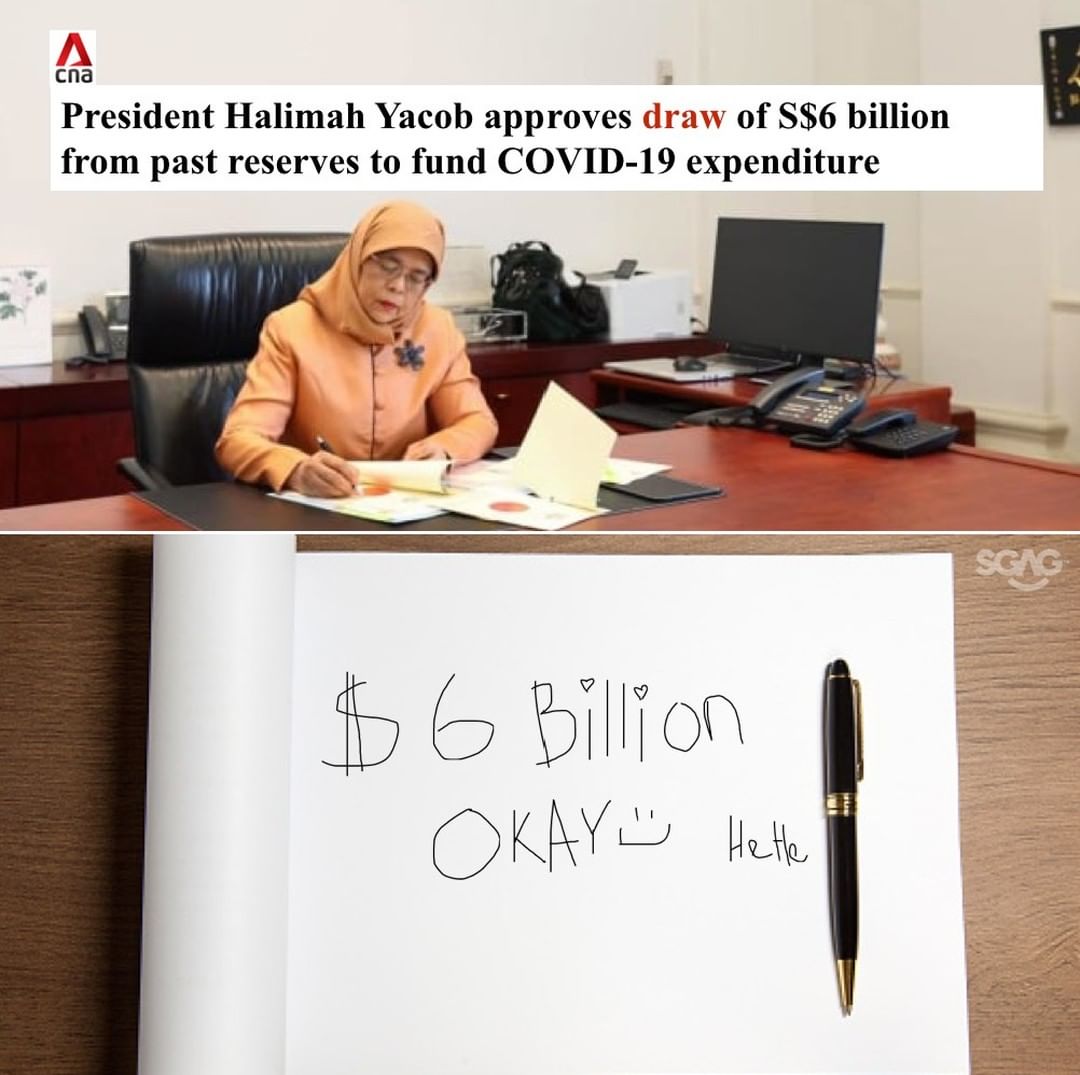 cna
President Halimah Yacob approves draw of S$6 billion
from past reserves to fund COVID-19 expenditure
SGAG
$6 Billion
OKAY :)
HeHe